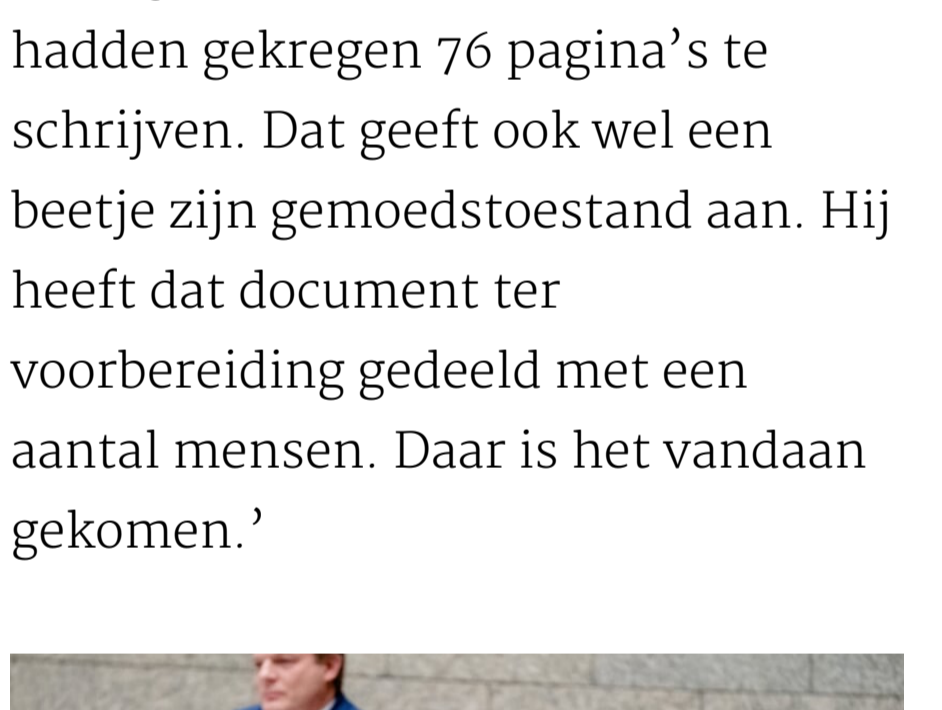 hadden gekregen 76 pagina’s te
schrijven. Dat geeft ook wel een
beetje zijn gemoedstoestand aan. Hij
heeft dat document ter
voorbereiding gedeeld met een
aantal mensen. Daar is het vandaan
gekomen.’